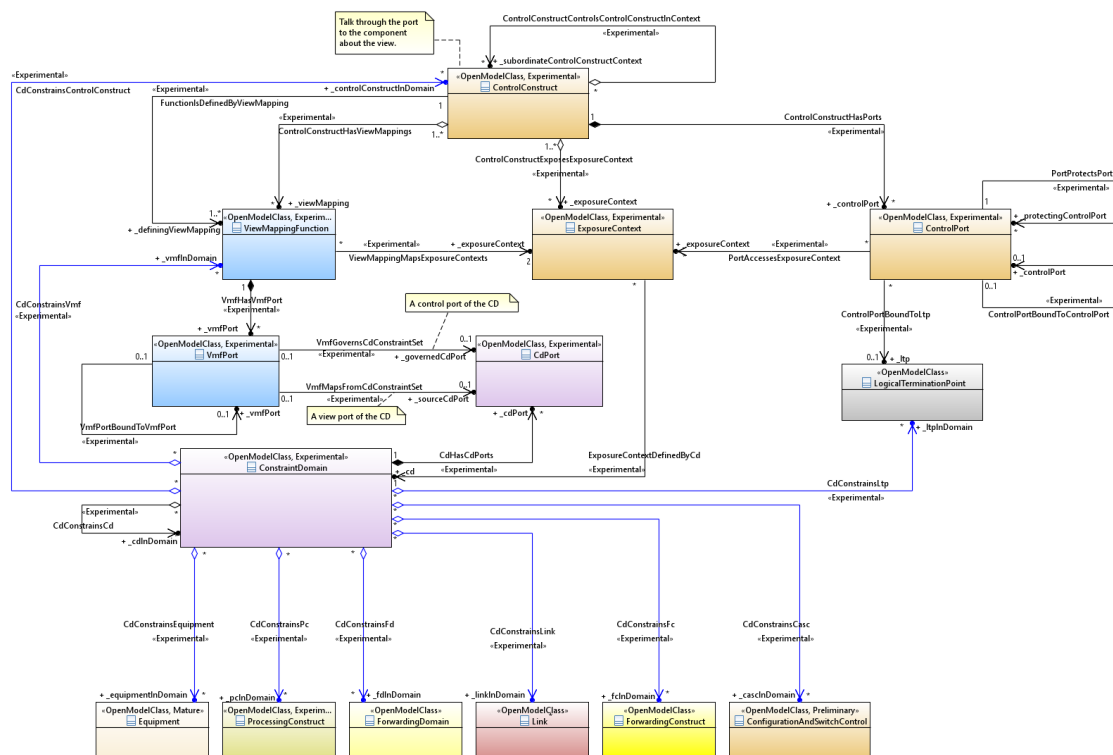 Talk through the port
to the component
about the view.
ControlConstructControlsControlConstructInContext
«Experimental»
+ _subordinateControlConstructContext
*
«Experimental»
CdConstrainsControlConstruct
*
+ _controlConstructInDomain
«OpenModelClass, Experimental»
ControlConstruct
*
«Experimental»
FunctionIsDefinedByViewMapping
1
«Experimental»
ControlConstructHasViewMappings
1..*
1
ControlConstructHasPorts
«Experimental»
1..*
ControlConstructExposesExposureContext
«Experimental»
PortProtectsPort
«Experimental»
1
* + _viewMapping
* + _exposureContext
+ _controlPort *
1..*
+ _definingViewMapping
«OpenModelClass, Experim...
ViewMappingFunction
«OpenModelClass, Experimental»
ExposureContext
«OpenModelClass, Experimental»
ControlPort
+ _protectingControlPort
*
*
«Experimental»
ViewMappingMapsExposureContexts
+ _exposureContext
2
+ _exposureContext
*
«Experimental»
PortAccessesExposureContext
*
+ _vmfInDomain
*
0..1
+ _controlPort
CdConstrainsVmf
«Experimental»
1
VmfHasVmfPort
«Experimental»
*
*
0..1
«Experimental»
ControlPortBoundToControlPort
A control port of the CD
ControlPortBoundToLtp
«Experimental»
+ _vmfPort *
VmfGovernsCdConstraintSet
«Experimental»
0..1
0..1
+ _governedCdPort
«OpenModelClass, Experimental»
VmfPort
«OpenModelClass, Experimental»
CdPort
0..1
0..1 + _ltp
«OpenModelClass»
LogicalTerminationPoint
VmfMapsFromCdConstraintSet
«Experimental»
0..1
0..1
+ _sourceCdPort
A view port of the CD
0..1 + _vmfPort
+ _cdPort *
VmfPortBoundToVmfPort
«Experimental»
* + _ltpInDomain
*
«OpenModelClass, Experimental»
ConstraintDomain
1
CdHasCdPorts
«Experimental»
ExposureContextDefinedByCd
«Experimental»
+ _cd
1
*
CdConstrainsLtp
«Experimental»
*
*
«Experimental»
CdConstrainsCd
+ _cdInDomain
*
*
*
*
*
*
CdConstrainsEquipment
«Experimental»
CdConstrainsPc
«Experimental»
CdConstrainsFd
«Experimental»
CdConstrainsLink
«Experimental»
CdConstrainsFc
«Experimental»
CdConstrainsCasc
«Experimental»
+ _equipmentInDomain *
+ _pcInDomain *
* + _fdInDomain
+ _linkInDomain *
+ _fcInDomain *
+ _cascInDomain *
«OpenModelClass, Mature»
Equipment
«OpenModelClass, Experim...
ProcessingConstruct
«OpenModelClass»
ForwardingDomain
«OpenModelClass»
Link
«OpenModelClass»
ForwardingConstruct
«OpenModelClass, Preliminary»
ConfigurationAndSwitchControl